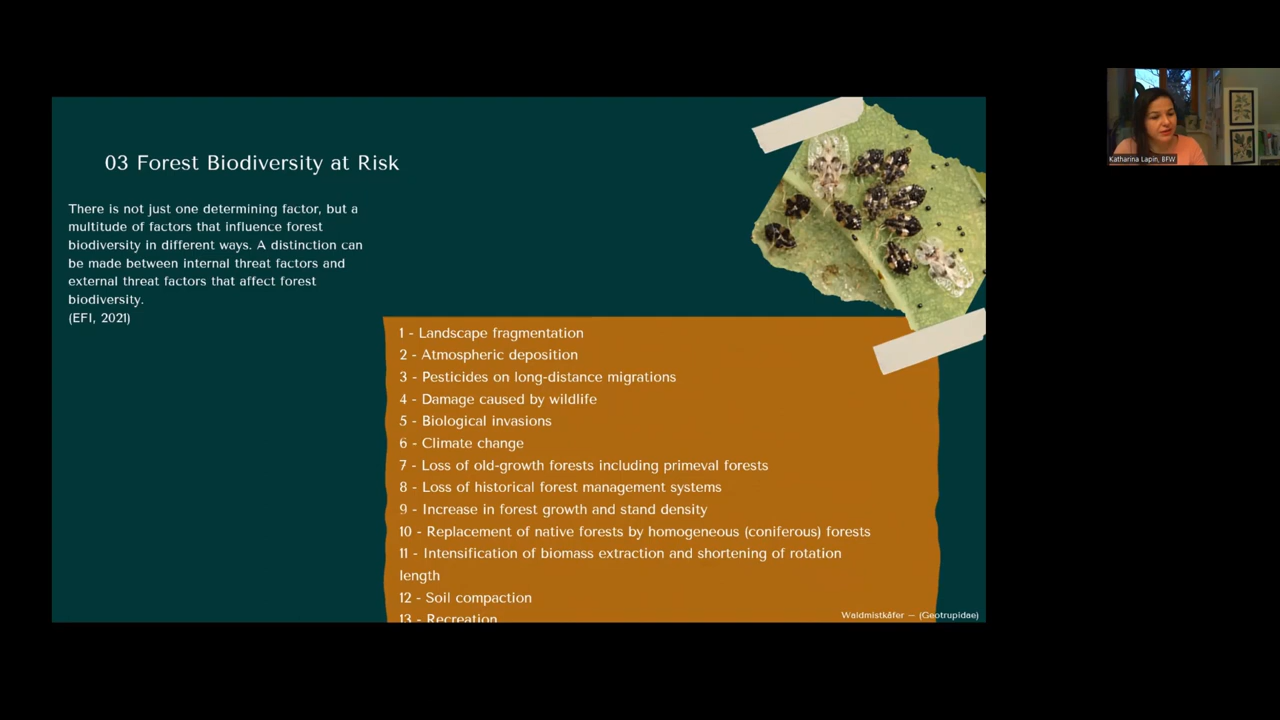 03 Forest Biodiversity at Risk
There is not just one determining factor, but a
multitude of factors that influence forest
biodiversity in different ways. A distinction can
be made between internal threat factors and
external threat factors that affect forest
biodiversity.
(EFI, 2021)
1 - Landscape fragmentation
2 - Atmospheric deposition
3 - Pesticides on long-distance migrations
4 - Damage caused by wildlife
5 - Biological invasions
6 - Climate change
7 - Loss of old-growth forests including primeval forests
8 - Loss of historical forest management systems
9 - Increase in forest growth and stand density
10 - Replacement of native forests by homogeneous (coniferous) forests
11 - Intensification of biomass extraction and shortening of rotation
length
12 - Soil compaction
13 - Recreation
Waldmistkäfer — (Geotrupidae)
Katharina Lapin, BFW